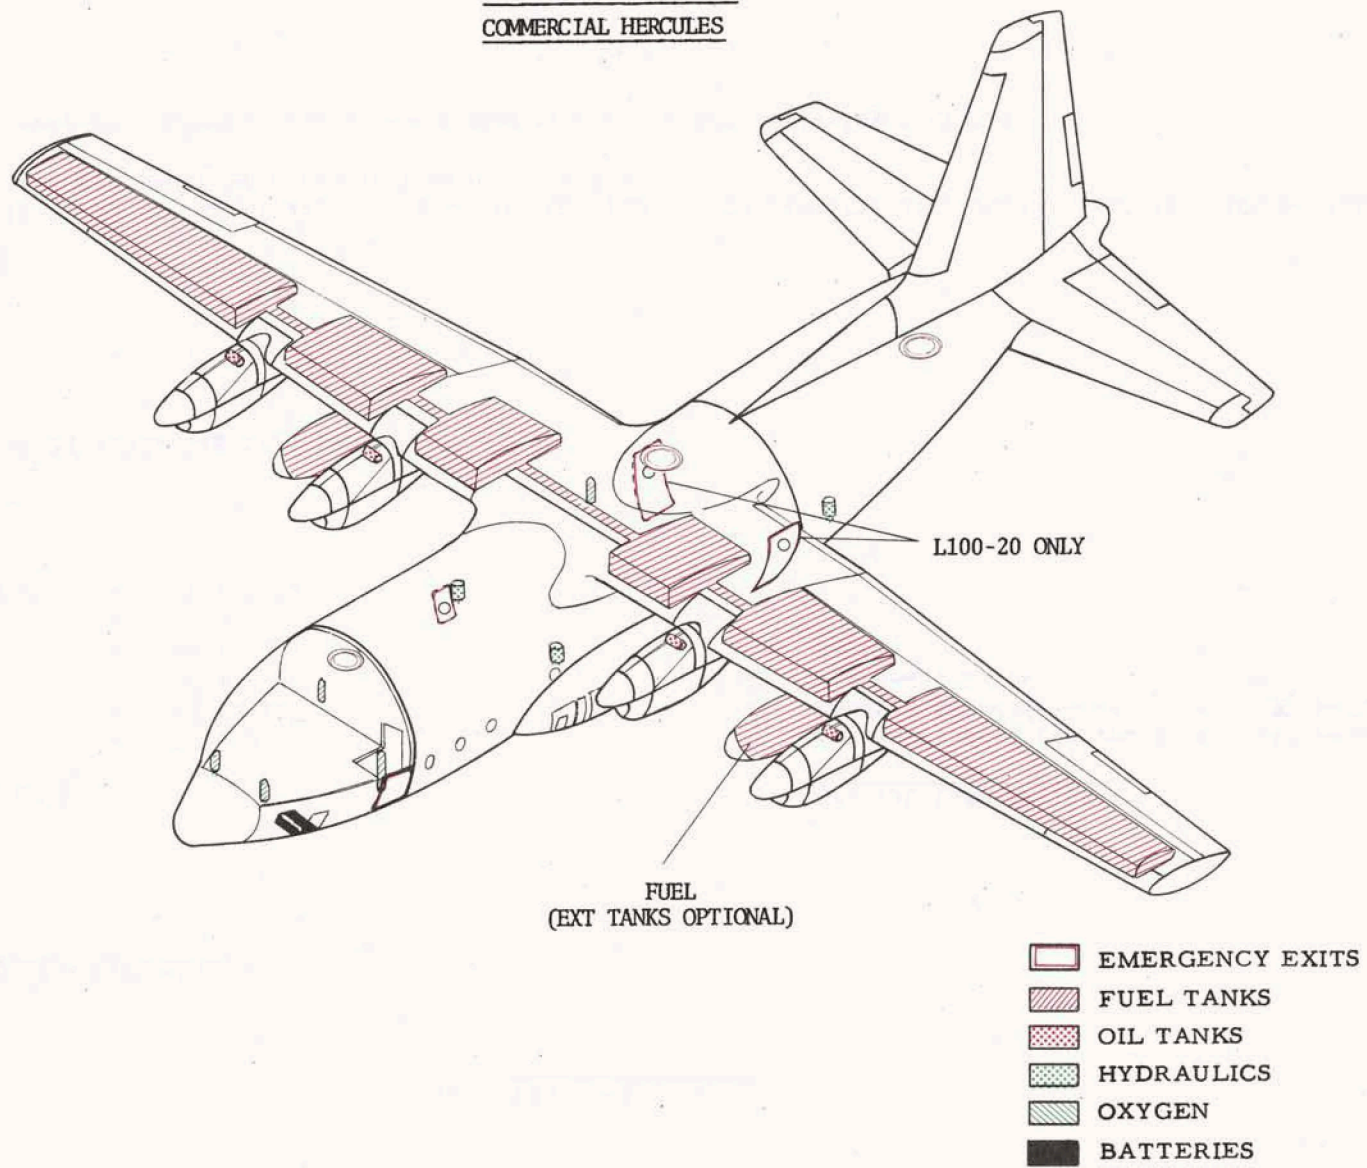 COMMERCIAL HERCULES
L100-20 ONLY
FUEL
(EXT TANKS OPTIONAL)
EMERGENCY EXITS
FUEL TANKS
OIL TANKS
HYDRAULICS
OXYGEN
BATTERIES